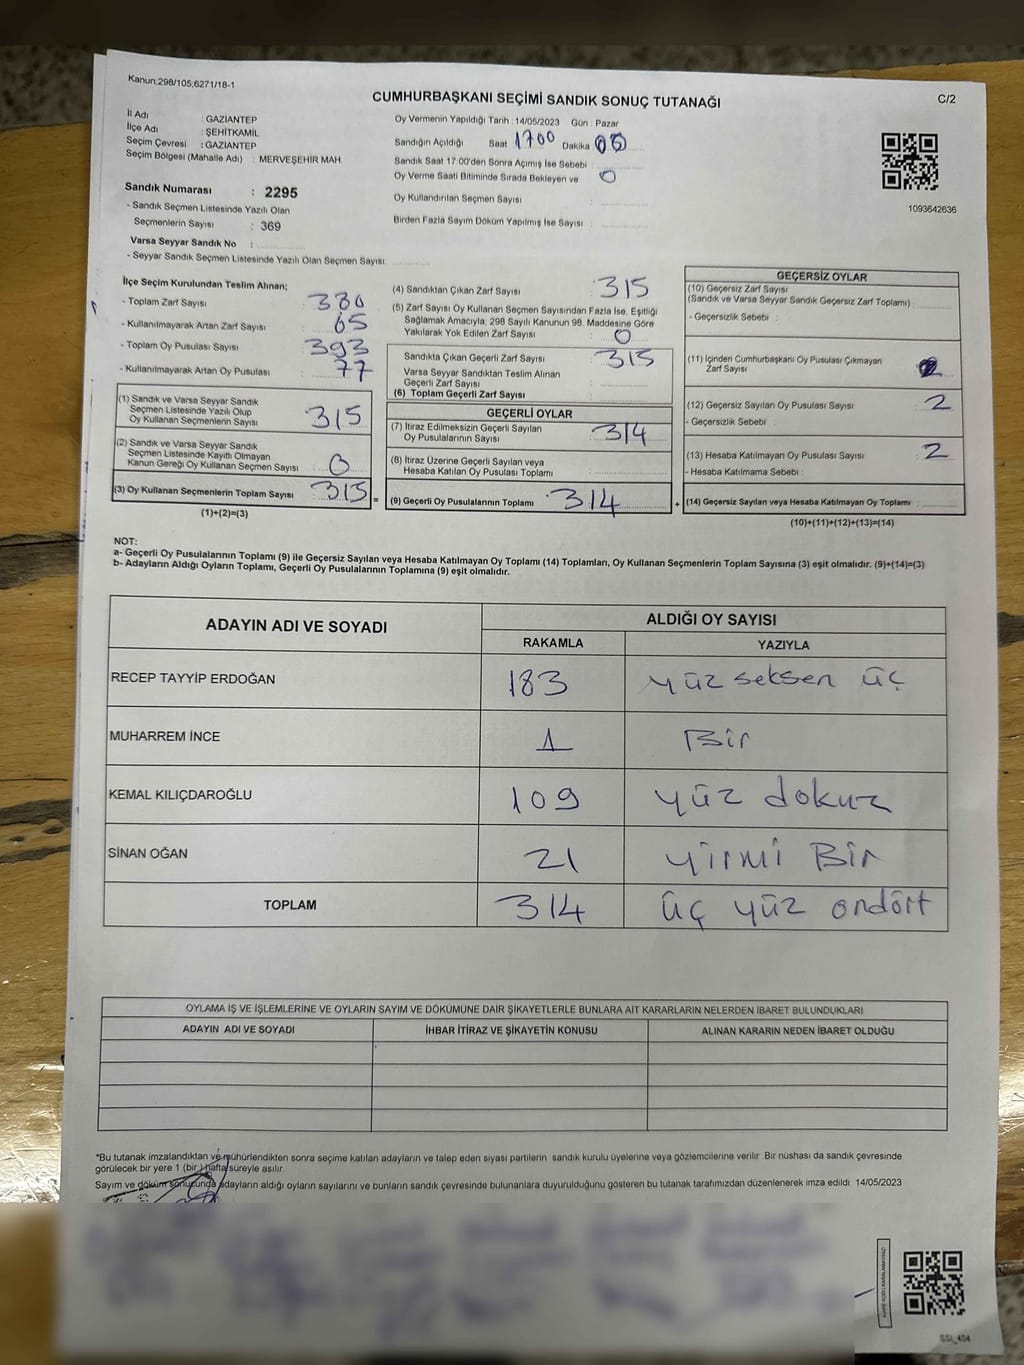 Kanun;298/105;6271/18-1
CUMHURBAŞKANI SEÇİMİ SANDIK SONUÇ TUTANAĞI
C/2
İl Adı : GAZİANTEP
İlçe Adı : ŞEHİTKAMİL
Seçim Çevresi : GAZİANTEP
Seçim Bölgesi (Mahalle Adı) : MERVEŞEHİR MAH.
Sandık Numarası : 2295
- Sandık Seçmen Listesinde Yazılı Olan
Seçmenlerin Sayısı : 369
Varsa Seyyar Sandık No :
- Seyyar Sandık Seçmen Listesinde Yazılı Olan Seçmen Sayısı:
Oy Vermenin Yapıldığı Tarih : 14/05/2023 Gün : Pazar
Sandığın Açıldığı Saat 1700 Dakika 05
Sandık Saat 17:00'den Sonra Açımış İse Sebebi :
Oy Verme Saati Bitiminde Sırada Bekleyen ve 0
Oy Kullandırılan Seçmen Sayısı :
Birden Fazla Sayım Döküm Yapılmış İse Sayısı :
1093642636
İlçe Seçim Kurulundan Teslim Alınan;
- Toplam Zarf Sayısı : 380
- Kullanılmayarak Artan Zarf Sayısı : 65
- Toplam Oy Pusulası Sayısı : 393
- Kullanılmayarak Artan Oy Pusulası : 77
(1) Sandık ve Varsa Seyyar Sandık
Seçmen Listesinde Yazılı Olup
Oy Kullanan Seçmenlerin Sayısı : 315
(2) Sandık ve Varsa Seyyar Sandık
Seçmen Listesinde Kayıtlı Olmayan
Kanun Gereği Oy Kullanan Seçmen Sayısı : 0
(3) Oy Kullanan Seçmenlerin Toplam Sayısı : 315
(1)+(2)=(3)
(4) Sandıktan Çıkan Zarf Sayısı : 315
(5) Zarf Sayısı Oy Kullanan Seçmen Sayısından Fazla İse, Eşitliği
Sağlamak Amacıyla; 298 Sayılı Kanunun 98. Maddesine Göre
Yakılarak Yok Edilen Zarf Sayısı : 0
Sandıkta Çıkan Geçerli Zarf Sayısı : 315
Varsa Seyyar Sandıktan Teslim Alınan
Geçerli Zarf Sayısı :
(6) Toplam Geçerli Zarf Sayısı :
GEÇERLİ OYLAR
(7) İtiraz Edilmeksizin Geçerli Sayılan
Oy Pusulalarının Sayısı : 314
(8) İtiraz Üzerine Geçerli Sayılan veya
Hesaba Katılan Oy Pusulası Toplamı :
=
(9) Geçerli Oy Pusulalarının Toplamı : 314
+
GEÇERSİZ OYLAR
(10) Geçersiz Zarf Sayısı
(Sandık ve Varsa Seyyar Sandık Geçersiz Zarf Toplamı) :
- Geçersizlik Sebebi :
(11) İçinden Cumhurbaşkanı Oy Pusulası Çıkmayan
Zarf Sayısı :
(12) Geçersiz Sayılan Oy Pusulası Sayısı : 2
- Geçersizlik Sebebi :
(13) Hesaba Katılmayan Oy Pusulası Sayısı : 2
- Hesaba Katılmama Sebebi :
(14) Geçersiz Sayılan veya Hesaba Katılmayan Oy Toplamı :
(10)+(11)+(12)+(13)=(14)
NOT:
a- Geçerli Oy Pusulalarının Toplamı (9) ile Geçersiz Sayılan veya Hesaba Katılmayan Oy Toplamı (14) Toplamları, Oy Kullanan Seçmenlerin Toplam Sayısına (3) eşit olmalıdır. (9)+(14)=(3)
b- Adayların Aldığı Oyların Toplamı, Geçerli Oy Pusulalarının Toplamına (9) eşit olmalıdır.
ADAYIN ADI VE SOYADI
ALDIĞI OY SAYISI
RAKAMLA YAZIYLA
RECEP TAYYİP ERDOĞAN 183 yüz seksen üç
MUHARREM İNCE 1 Bir
KEMAL KILIÇDAROĞLU 109 yüz dokuz
SİNAN OĞAN 21 yirmi Bir
TOPLAM 314 üç yüz ondört
OYLAMA İŞ VE İŞLEMLERİNE VE OYLARIN SAYIM VE DÖKÜMÜNE DAİR ŞİKAYETLERLE BUNLARA AİT KARARLARIN NELERDEN İBARET BULUNDUKLARI
ADAYIN ADI VE SOYADI İHBAR İTİRAZ VE ŞİKAYETİN KONUSU ALINAN KARARIN NEDEN İBARET OLDUĞU
*Bu tutanak imzalandıktan ve mühürlendikten sonra seçime katılan adayların ve talep eden siyasi partilerin sandık kurulu üyelerine veya gözlemcilerine verilir. Bir nüshası da sandık çevresinde
görülecek bir yere 1 (bir) hafta süreyle asılır.
Sayım ve döküm sonucunda adayların aldığı oyların sayılarını ve bunların sandık çevresinde bulunanlara duyurulduğunu gösteren bu tutanak tarafımızdan düzenlenerek imza edildi. 14/05/2023
KARE KODU KARALAMAYINIZ!
SSI_404